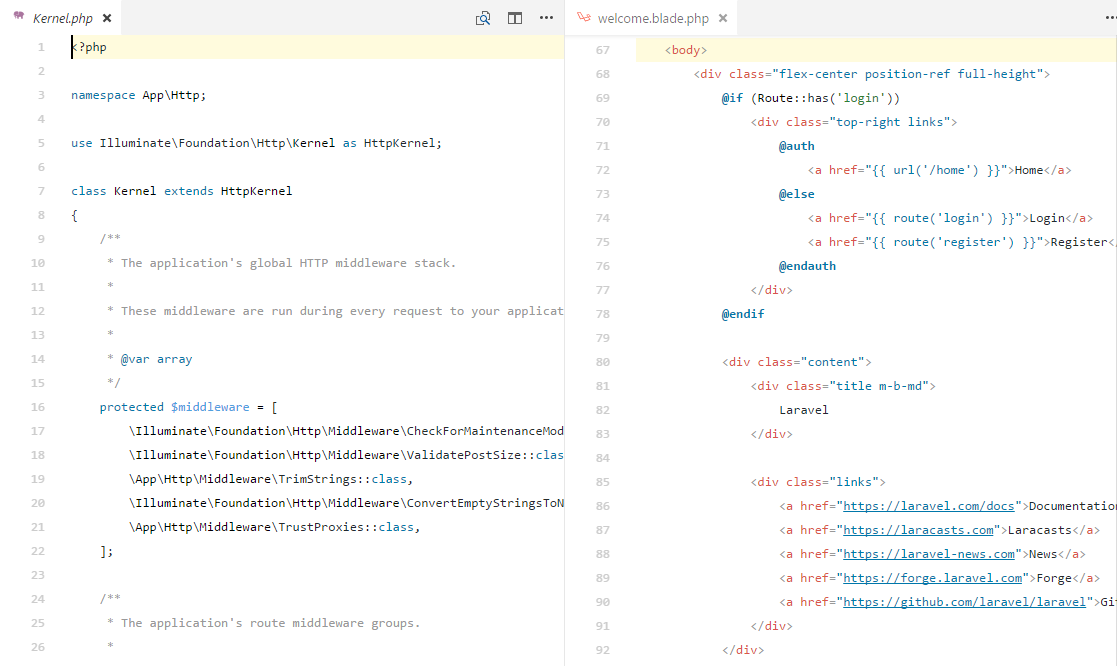 Kernel.php
1 <?php
2
3 namespace App\Http;
4
5 use Illuminate\Foundation\Http\Kernel as HttpKernel;
6
7 class Kernel extends HttpKernel
8 {
9 /**
10 * The application's global HTTP middleware stack.
11 *
12 * These middleware are run during every request to your applicat
13 *
14 * @var array
15 */
16 protected $middleware = [
17 \Illuminate\Foundation\Http\Middleware\CheckForMaintenanceMod
18 \Illuminate\Foundation\Http\Middleware\ValidatePostSize::clas
19 \App\Http\Middleware\TrimStrings::class,
20 \Illuminate\Foundation\Http\Middleware\ConvertEmptyStringsToN
21 \App\Http\Middleware\TrustProxies::class,
22 ];
23
24 /**
25 * The application's route middleware groups.
26 *
welcome.blade.php
67 <body>
68 <div class="flex-center position-ref full-height">
69 @if (Route::has('login'))
70 <div class="top-right links">
71 @auth
72 <a href="{{ url('/home') }}">Home</a>
73 @else
74 <a href="{{ route('login') }}">Login</a>
75 <a href="{{ route('register') }}">Register</
76 @endauth
77 </div>
78 @endif
79
80 <div class="content">
81 <div class="title m-b-md">
82 Laravel
83 </div>
84
85 <div class="links">
86 <a href="https://laravel.com/docs">Documentatio
87 <a href="https://laracasts.com">Laracasts</a>
88 <a href="https://laravel-news.com">News</a>
89 <a href="https://forge.laravel.com">Forge</a>
90 <a href="https://github.com/laravel/laravel">Gi
91 </div>
92 </div>